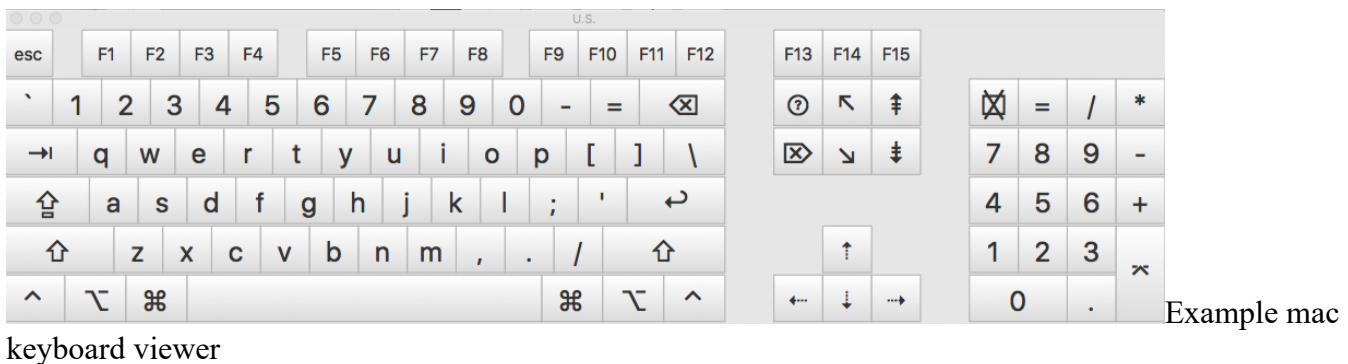 U.S.
esc F1 F2 F3 F4 F5 F6 F7 F8 F9 F10 F11 F12 F13 F14 F15
` 1 2 3 4 5 6 7 8 9 0 - = ⌫ ? ↖ ⇞ ⌧ = / *
⇥ q w e r t y u i o p [ ] \ ⌦ ↘ ⇟ 7 8 9 -
⇪ a s d f g h j k l ; ' ↩ 4 5 6 +
⇧ z x c v b n m , . / ⇧ ⇡ 1 2 3 ⌤
^ ⌥ ⌘ ⌘ ⌥ ^ ⇠ ⇣ ⇢ 0 .
Example mac
keyboard viewer